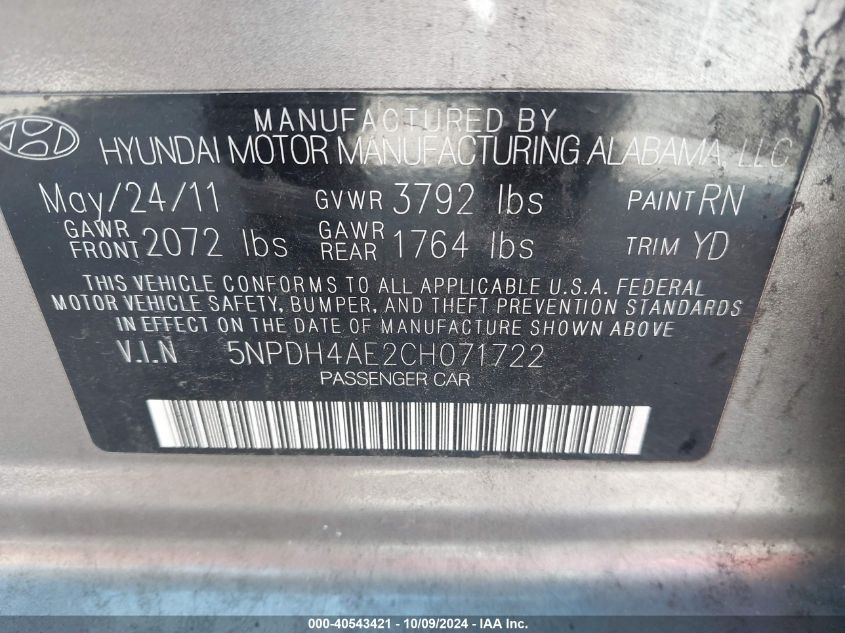 MANUFACTURED BY
HYUNDAI MOTOR MANUFACTURING ALABAMA, LLC
May/24/11 GVWR 3792 lbs PAINT RN
GAWR FRONT 2072 lbs GAWR REAR 1764 lbs TRIM YD
THIS VEHICLE CONFORMS TO ALL APPLICABLE U.S.A. FEDERAL
MOTOR VEHICLE SAFETY, BUMPER, AND THEFT PREVENTION STANDARDS
IN EFFECT ON THE DATE OF MANUFACTURE SHOWN ABOVE.
V.I.N 5NPDH4AE2CH071722
PASSENGER CAR
000-40543421 - 10/09/2024 - IAA Inc.